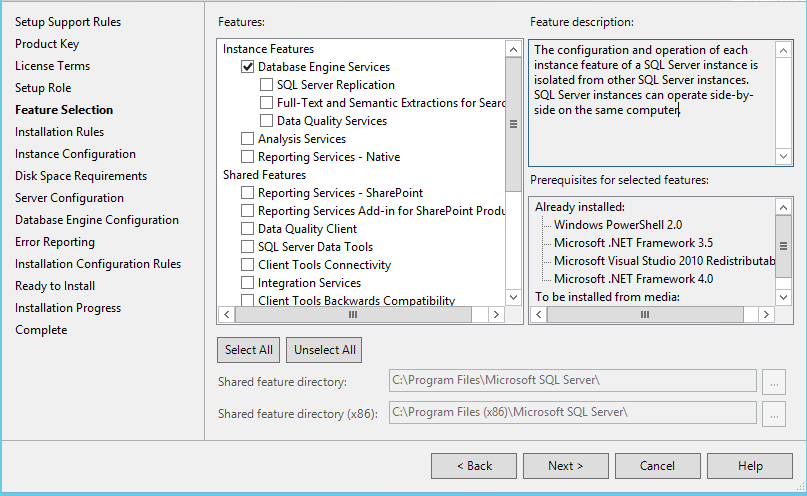 Setup Support Rules
Product Key
License Terms
Setup Role
Feature Selection
Installation Rules
Instance Configuration
Disk Space Requirements
Server Configuration
Database Engine Configuration
Error Reporting
Installation Configuration Rules
Ready to Install
Installation Progress
Complete
Features:
Instance Features
Database Engine Services
SQL Server Replication
Full-Text and Semantic Extractions for Searc
Data Quality Services
Analysis Services
Reporting Services - Native
Shared Features
Reporting Services - SharePoint
Reporting Services Add-in for SharePoint Produ
Data Quality Client
SQL Server Data Tools
Client Tools Connectivity
Integration Services
Client Tools Backwards Compatibility
Feature description:
The configuration and operation of each
instance feature of a SQL Server instance is
isolated from other SQL Server instances.
SQL Server instances can operate side-by-
side on the same computer.
Prerequisites for selected features:
Already installed:
Windows PowerShell 2.0
Microsoft .NET Framework 3.5
Microsoft Visual Studio 2010 Redistributab
Microsoft .NET Framework 4.0
To be installed from media:
Select All
Unselect All
Shared feature directory:
C:\Program Files\Microsoft SQL Server\
...
Shared feature directory (x86):
C:\Program Files (x86)\Microsoft SQL Server\
...
< Back
Next >
Cancel
Help